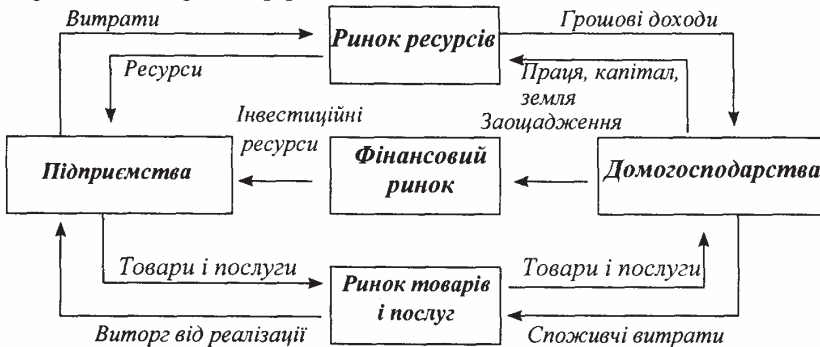 Витрати
Ринок ресурсів
Грошові доходи
Ресурси
Праця, капітал,
земля
Інвестиційні
ресурси
Заощадження
Підприємства
Фінансовий
ринок
Домогосподарства
Товари і послуги
Ринок товарів
і послуг
Товари і послуги
Виторг від реалізації
Споживчі витрати